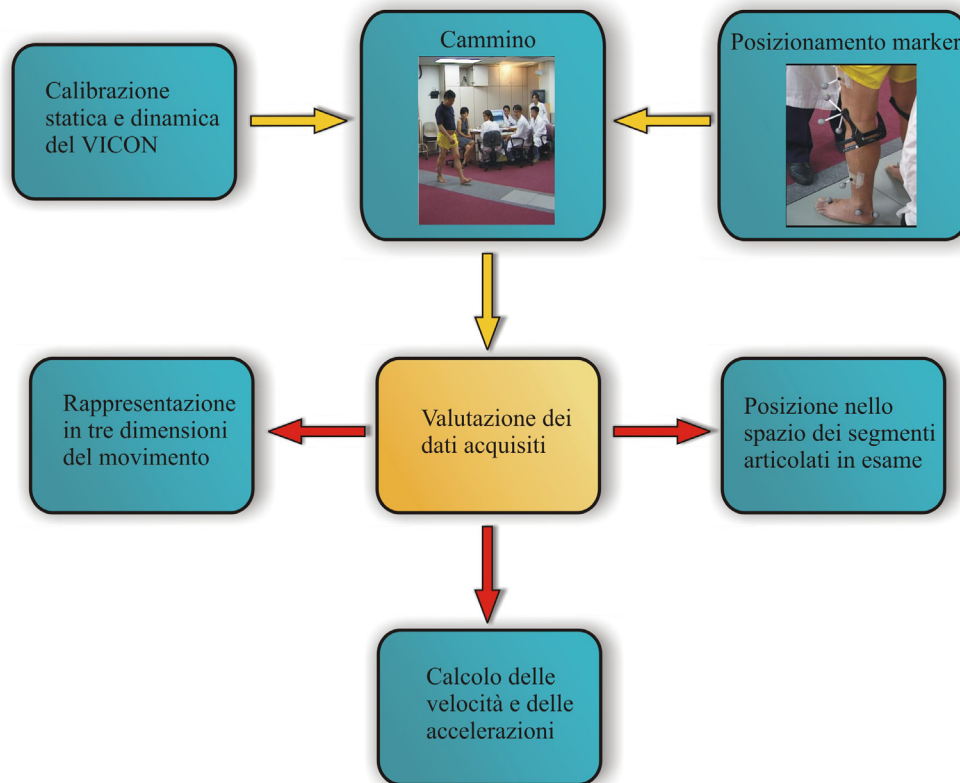 Calibrazione
statica e dinamica
del VICON
Cammino
Posizionamento marker
Rappresentazione
in tre dimensioni
del movimento
Valutazione dei
dati acquisiti
Posizione nello
spazio dei segmenti
articolati in esame
Calcolo delle
velocità e delle
accelerazioni